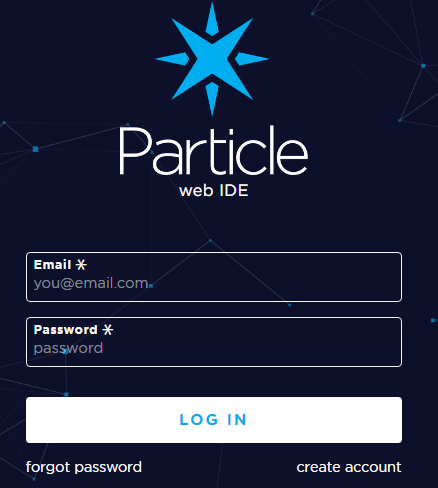 Particle
web IDE
Email *
you@email.com
Password *
password
LOG IN
forgot password
create account